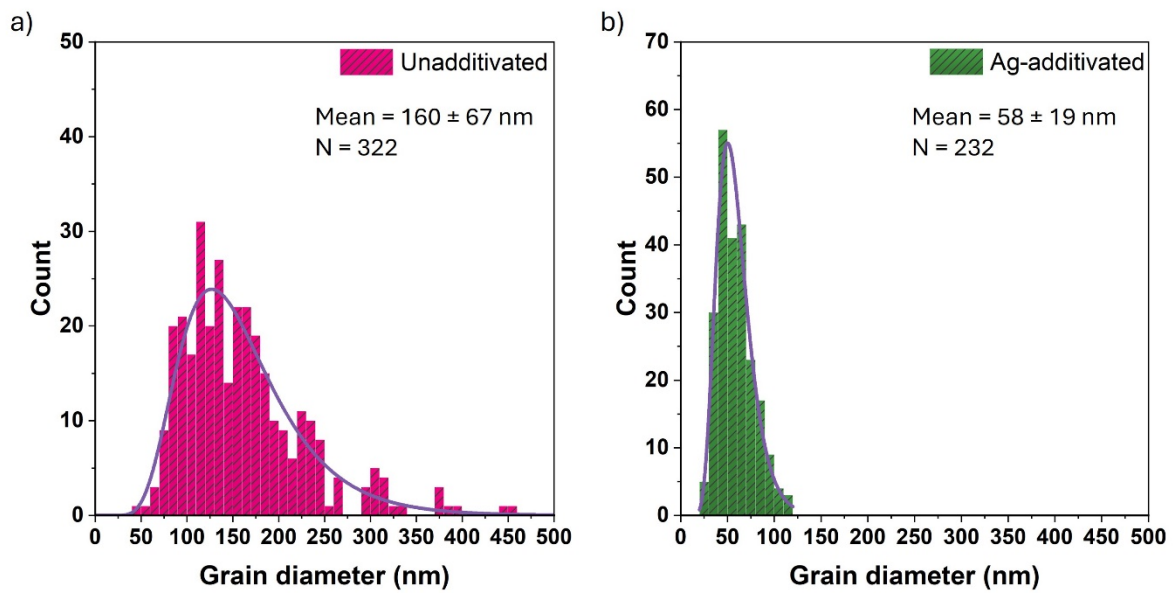 a)
50
40
30
20
10
0
Count
Unadditivated
Mean = 160 ± 67 nm
N = 322
0 50 100 150 200 250 300 350 400 450 500
Grain diameter (nm)
b)
70
60
50
40
30
20
10
0
Count
Ag-additivated
Mean = 58 ± 19 nm
N = 232
0 50 100 150 200 250 300 350 400 450 500
Grain diameter (nm)